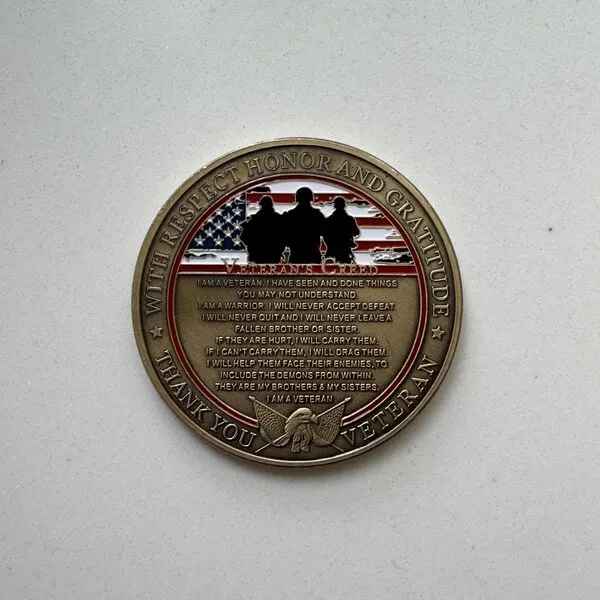 WITH RESPECT HONOR AND GRATITUDE
VETERAN'S CREED
I AM A VETERAN. I HAVE SEEN AND DONE THINGS
YOU MAY NOT UNDERSTAND.
I AM A WARRIOR, I WILL NEVER ACCEPT DEFEAT.
I WILL NEVER QUIT AND I WILL NEVER LEAVE A
FALLEN BROTHER OR SISTER.
IF THEY ARE HURT, I WILL CARRY THEM.
IF I CAN'T CARRY THEM, I WILL DRAG THEM.
I WILL HELP THEM FACE THEIR ENEMIES, TO
INCLUDE THE DEMONS FROM WITHIN.
THEY ARE MY BROTHERS & MY SISTERS.
I AM A VETERAN
THANK YOU VETERAN